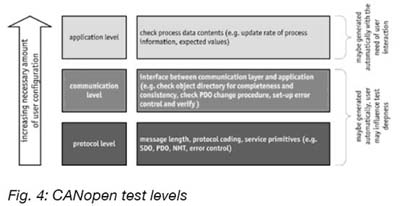 Increasing necessary amount
of user configuration
application level
check process data contents (e.g. update rate of process
information, expected values)
maybe generated
automatically with the
need of user
interaction
communication
level
Interface between communication layer and application
(e.g. check object directory for completeness and
consistency, check PDO change procedure, set-up error
control and verify )
protocol level
message length, protocol coding, service primitives (e.g.
SDO, PDO, NMT, error control)
maybe generated
automatically, user
may influence test
deepness
Fig. 4: CANopen test levels